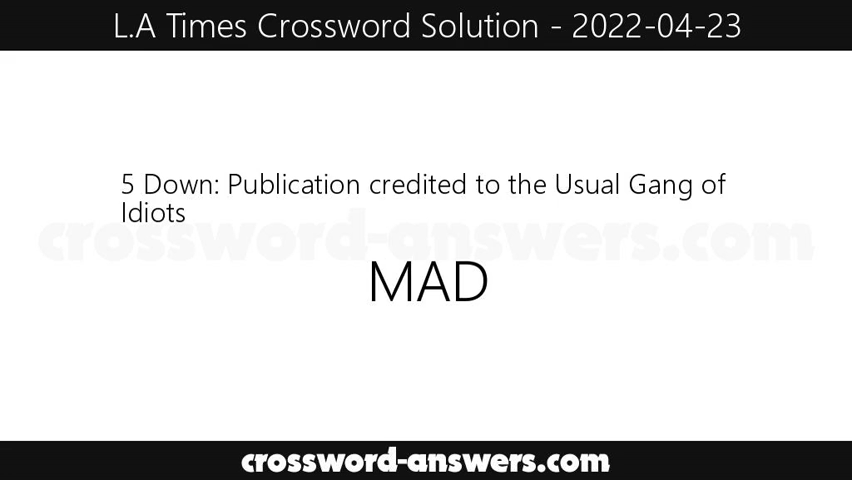 L.A Times Crossword Solution - 2022-04-23
5 Down: Publication credited to the Usual Gang of
Idiots
crossword-answers.com
MAD
crossword-answers.com